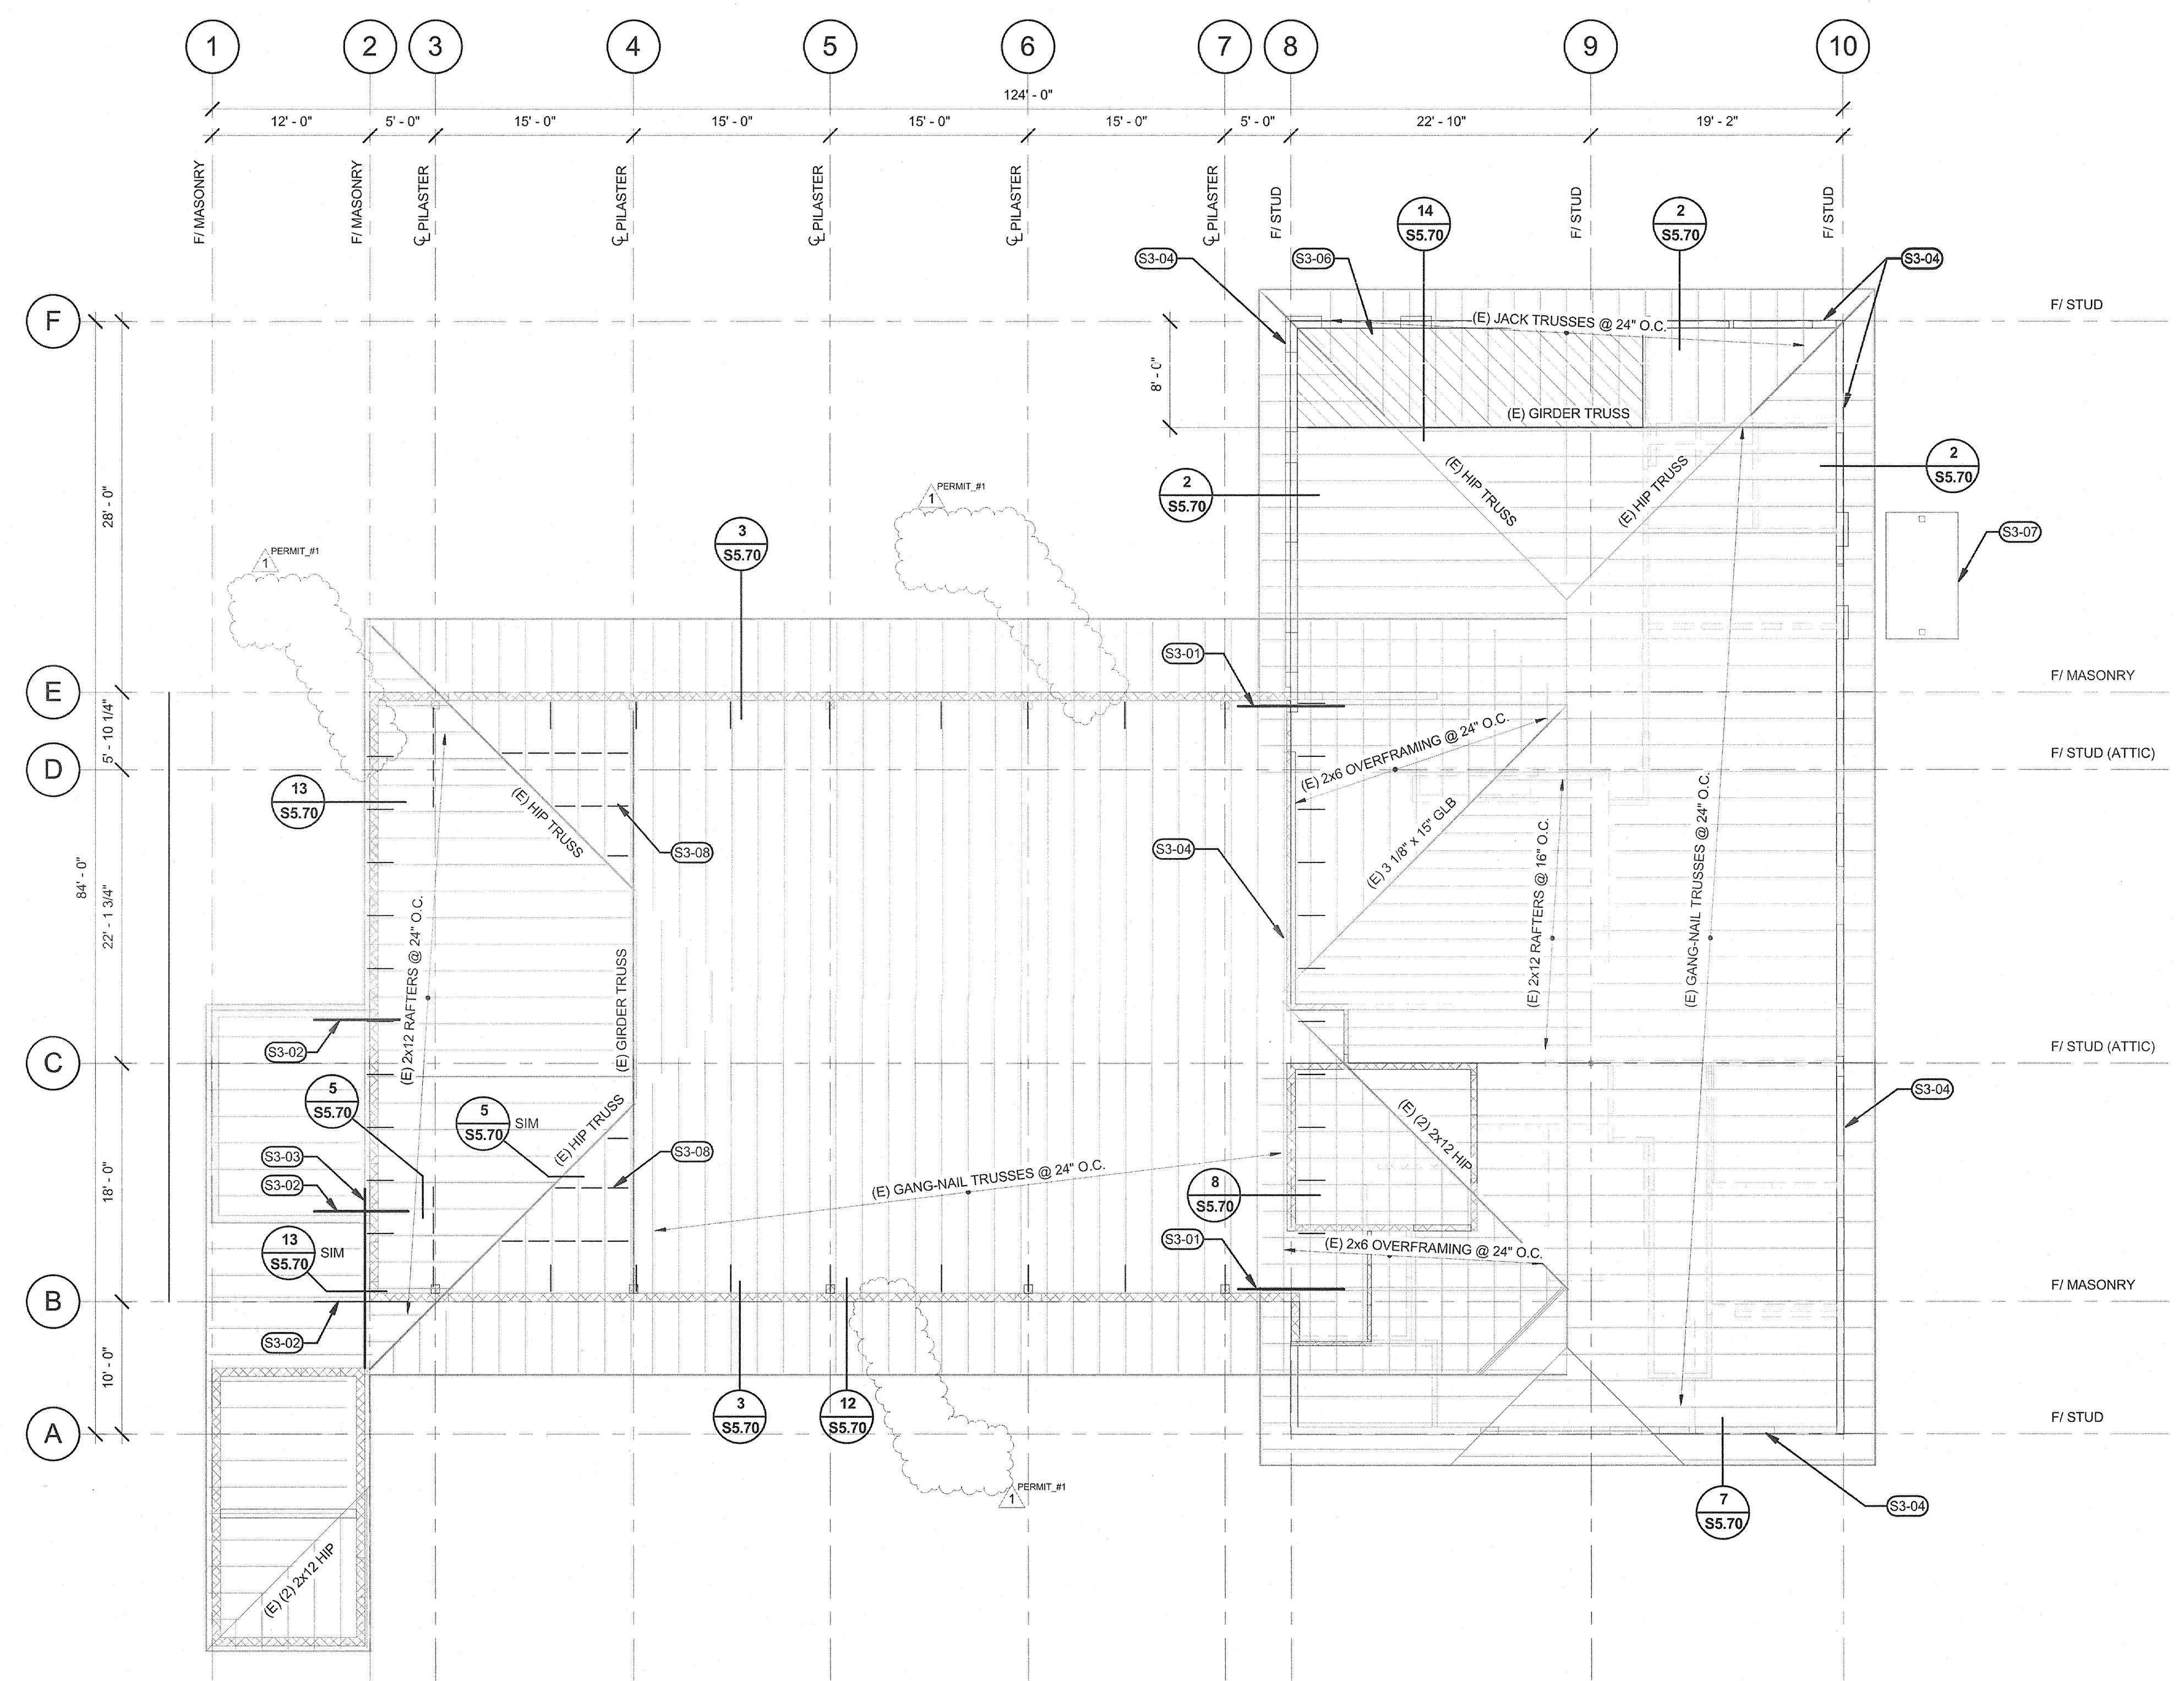 1 2 3 4 5 6 7 8 9 10
124' - 0"
12' - 0" 5' - 0" 15' - 0" 15' - 0" 15' - 0" 15' - 0" 5' - 0" 22' - 10" 19' - 2"
F/ MASONRY
F/ MASONRY
℄ PILASTER
℄ PILASTER
℄ PILASTER
℄ PILASTER
℄ PILASTER
F/ STUD
F/ STUD
F/ STUD
14
S5.70
2
S5.70
S3-04
S3-06
S3-04
F
F/ STUD
(E) JACK TRUSSES @ 24" O.C.
8' - 0"
(E) GIRDER TRUSS
28' - 0"
(E) HIP TRUSS
(E) HIP TRUSS
2
S5.70
2
S5.70
S3-07
1
PERMIT_#1
1
PERMIT_#1
3
S5.70
S3-01
E
F/ MASONRY
5' - 10 1/4"
D
F/ STUD (ATTIC)
(E) 2x6 OVERFRAMING @ 24" O.C.
13
S5.70
(E) HIP TRUSS
S3-08
S3-04
(E) 3 1/8" x 15" GLB
(E) 2x12 RAFTERS @ 16" O.C.
(E) GANG-NAIL TRUSSES @ 24" O.C.
84' - 0"
22' - 1 3/4"
(E) 2x12 RAFTERS @ 24" O.C.
(E) GIRDER TRUSS
S3-02
C
F/ STUD (ATTIC)
5
S5.70
5
S5.70
SIM
(E) HIP TRUSS
S3-08
S3-04
(E) (2) 2x12 HIP
S3-03
S3-02
18' - 0"
(E) GANG-NAIL TRUSSES @ 24" O.C.
8
S5.70
13
S5.70
SIM
S3-01
(E) 2x6 OVERFRAMING @ 24" O.C.
B
F/ MASONRY
S3-02
10' - 0"
3
S5.70
12
S5.70
A
F/ STUD
1
PERMIT_#1
7
S5.70
S3-04
(E) (2) 2x12 HIP